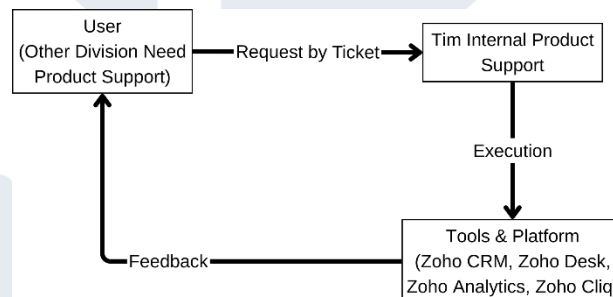 User
(Other Division Need
Product Support)
Request by Ticket
Tim Internal Product
Support
Execution
Tools & Platform
(Zoho CRM, Zoho Desk,
Zoho Analytics, Zoho Cliq
Feedback